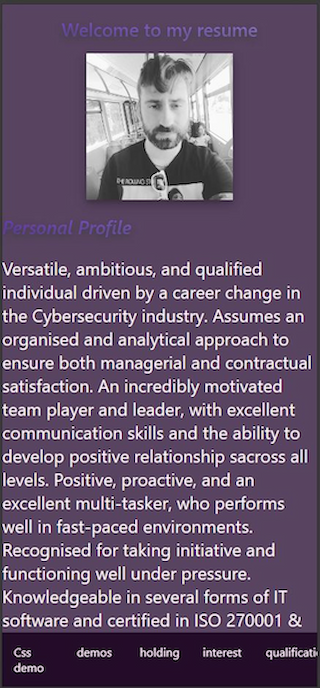 Welcome to my resume
THE ROLLING ST
Personal Profile
Versatile, ambitious, and qualified
individual driven by a career change in
the Cybersecurity industry. Assumes an
organised and analytical approach to
ensure both managerial and contractual
satisfaction. An incredibly motivated
team player and leader, with excellent
communication skills and the ability to
develop positive relationship sacross all
levels. Positive, proactive, and an
excellent multi-tasker, who performs
well in fast-paced environments.
Recognised for taking initiative and
functioning well under pressure.
Knowledgeable in several forms of IT
software and certified in ISO 270001 &
Css demos holding interest qualificati
demo